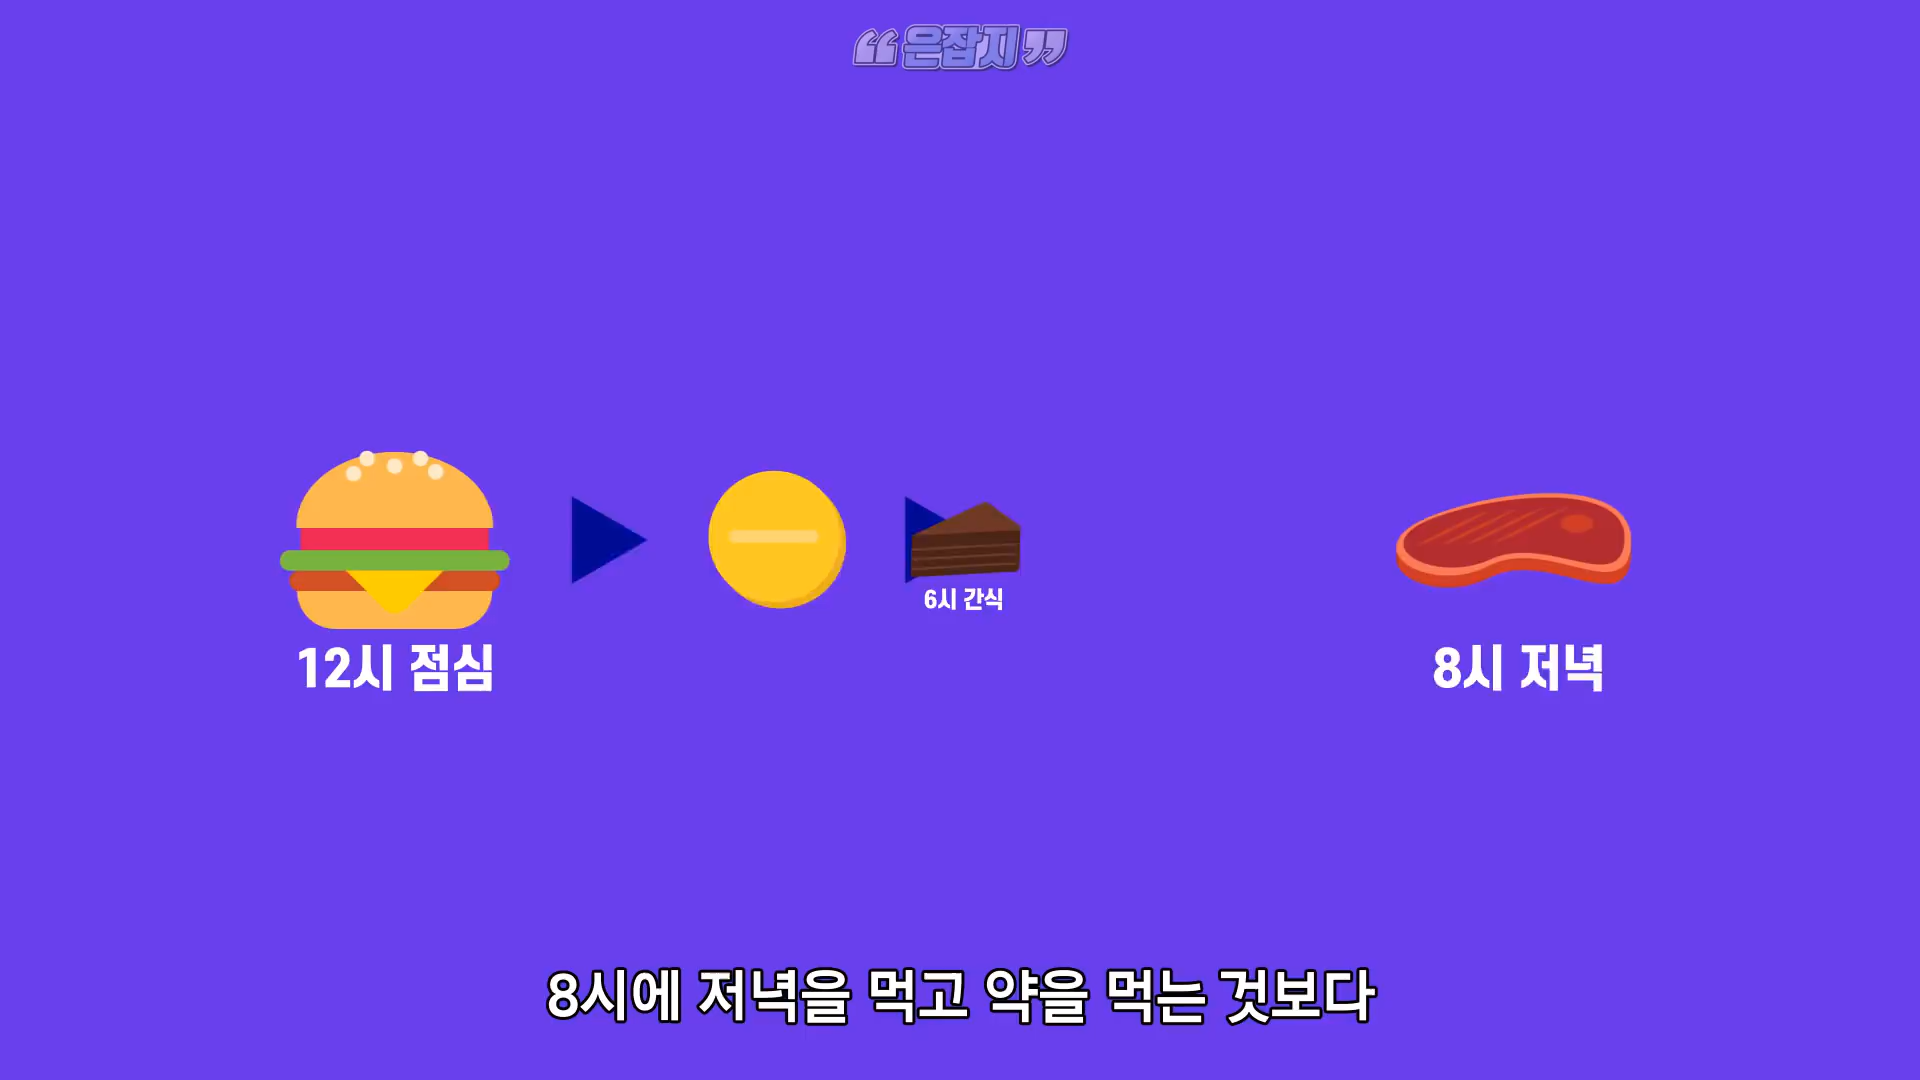 “은잡지”
12시 점심
6시 간식
8시 저녁
8시에 저녁을 먹고 약을 먹는 것보다